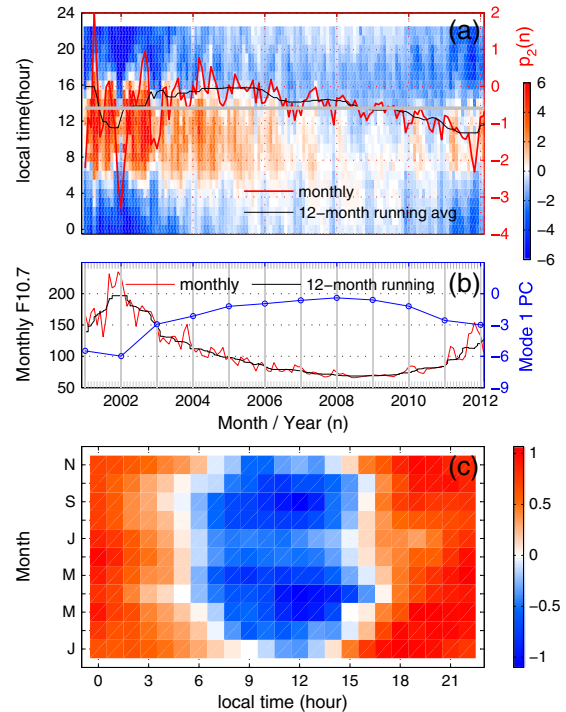 (a)
24
20
16
12
8
4
0
local time(hour)
monthly
12−month running avg
2
1
0
−1
−2
−3
−4
p2(n)
6
4
2
0
−2
−4
−6
(b)
monthly
12−month running
200
150
100
50
Monthly F10.7
0
−3
−6
−9
Mode 1 PC
2002 2004 2006 2008 2010 2012
Month / Year (n)
(c)
N
S
J
M
M
J
Month
0 3 6 9 12 15 18 21
local time (hour)
1
0.5
0
−0.5
−1